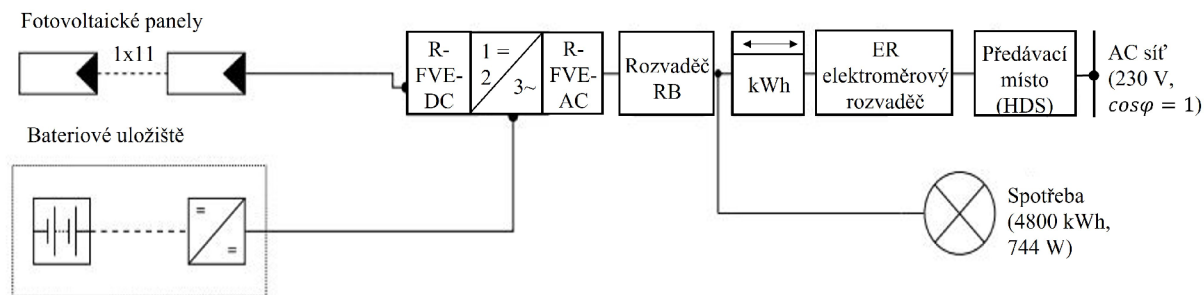 Fotovoltaické panely
1x11
R-
FVE-
DC
1 =
2
3~
R-
FVE-
AC
Rozvaděč
RB
kWh
ER
elektroměrový
rozvaděč
Předávací
místo
(HDS)
AC síť
(230 V,
cosφ = 1)
Bateriové uložiště
=
=
Spotřeba
(4800 kWh,
744 W)